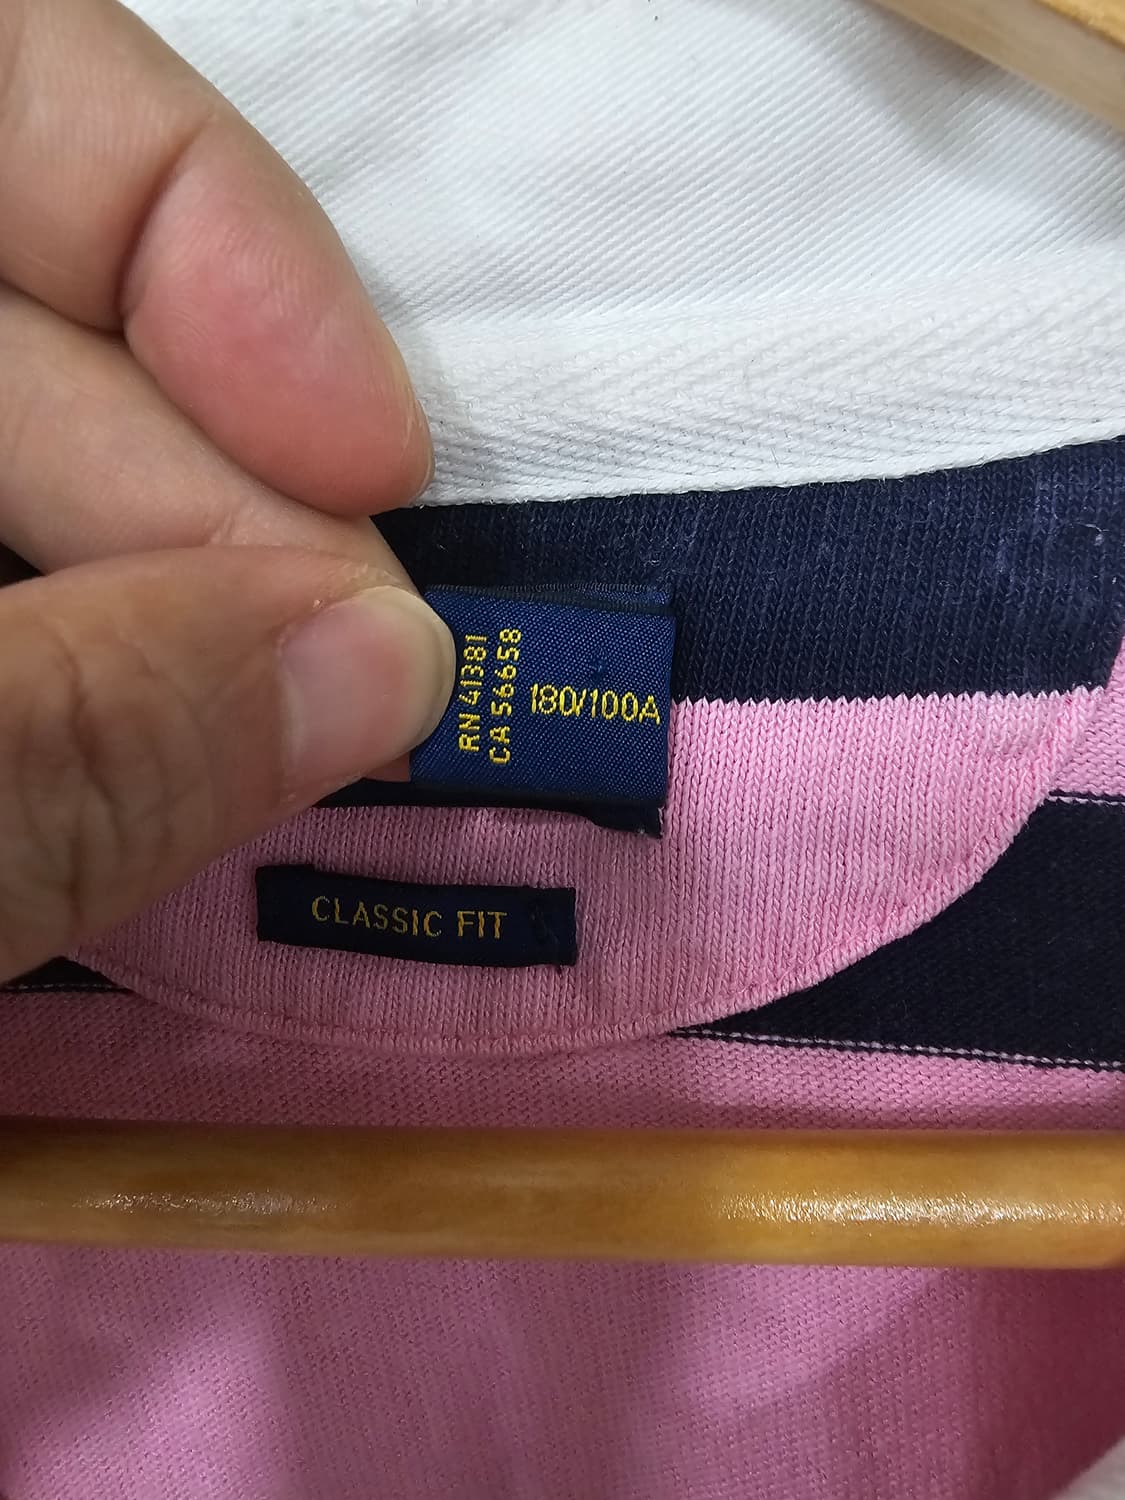 RN 41381
CA 56658
180/100A
CLASSIC FIT